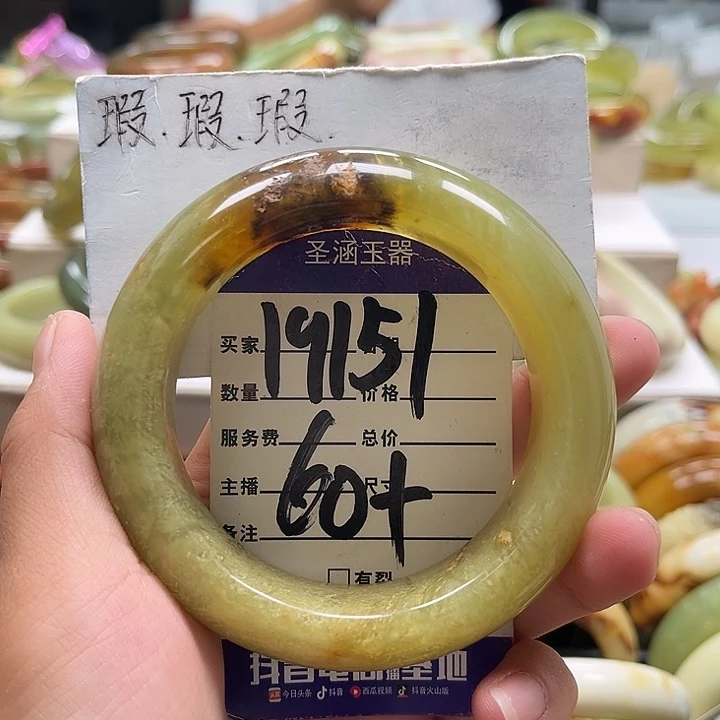 瑕.瑕.瑕.
圣涵玉器
买家
19151
数量 价格
服务费 总价
60+
主播 尺寸
备注
有裂
抖音电商直播基地
今日头条 抖音 西瓜视频 抖音火山版